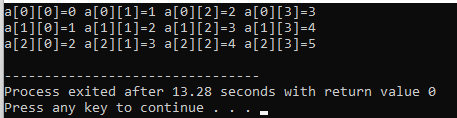 a[0][0]=0 a[0][1]=1 a[0][2]=2 a[0][3]=3
a[1][0]=1 a[1][1]=2 a[1][2]=3 a[1][3]=4
a[2][0]=2 a[2][1]=3 a[2][2]=4 a[2][3]=5
--------------------------------
Process exited after 13.28 seconds with return value 0
Press any key to continue . . .